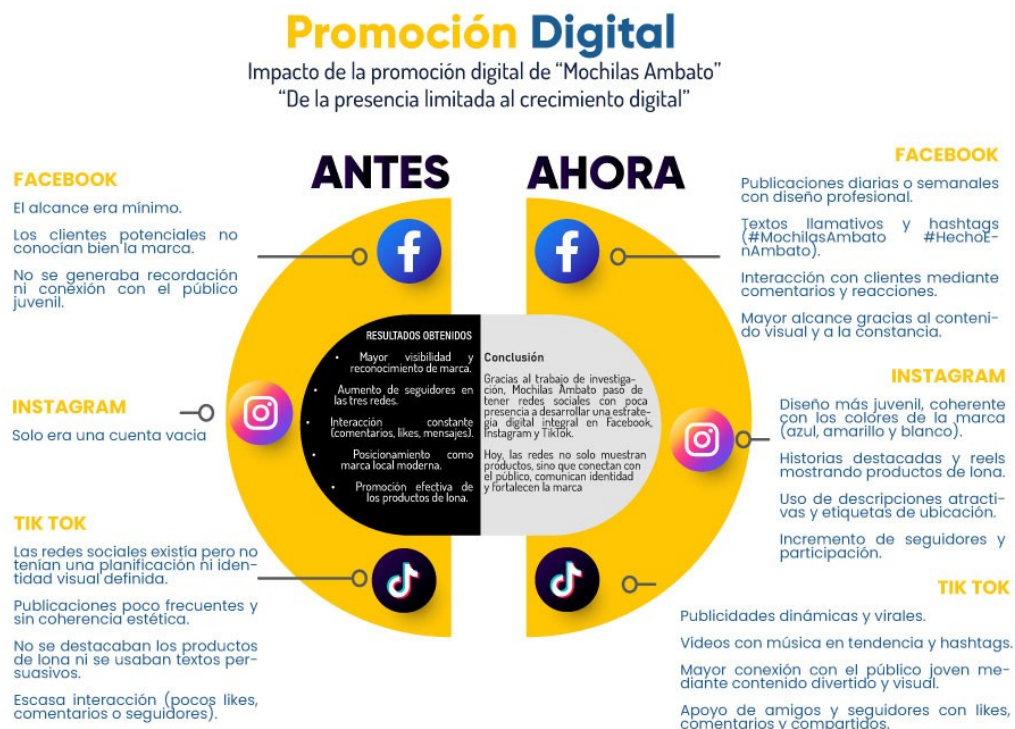 Promoción Digital
Impacto de la promoción digital de “Mochilas Ambato”
“De la presencia limitada al crecimiento digital”
ANTES
FACEBOOK
El alcance era mínimo.
Los clientes potenciales no
conocían bien la marca.
No se generaba recordación
ni conexión con el público
juvenil.
INSTAGRAM
Solo era una cuenta vacia
TIK TOK
Las redes sociales existía pero no
tenían una planificación ni iden-
tidad visual definida.
Publicaciones poco frecuentes y
sin coherencia estética.
No se destacaban los productos
de lona ni se usaban textos per-
suasivos.
Escasa interacción (pocos likes,
comentarios o seguidores).
RESULTADOS OBTENIDOS
• Mayor visibilidad y
reconocimiento de marca.
• Aumento de seguidores en
las tres redes.
• Interacción constante
(comentarios, likes, mensajes).
• Posicionamiento como
marca local moderna.
• Promoción efectiva de
los productos de lona.
Conclusión
Gracias al trabajo de investiga-
ción, Mochilas Ambato pasó de
tener redes sociales con poca
presencia a desarrollar una estrate-
gia digital integral en Facebook,
Instagram y TikTok.
Hoy, las redes no solo muestran
productos, sino que conectan con
el público, comunican identidad
y fortalecen la marca
AHORA
FACEBOOK
Publicaciones diarias o semanales
con diseño profesional.
Textos llamativos y hashtags
(#MochilasAmbato #HechoE-
nAmbato).
Interacción con clientes mediante
comentarios y reacciones.
Mayor alcance gracias al conteni-
do visual y a la constancia.
INSTAGRAM
Diseño más juvenil, coherente
con los colores de la marca
(azul, amarillo y blanco).
Historias destacadas y reels
mostrando productos de lona.
Uso de descripciones atracti-
vas y etiquetas de ubicación.
Incremento de seguidores y
participación.
TIK TOK
Publicidades dinámicas y virales.
Videos con música en tendencia y hashtags.
Mayor conexión con el público joven me-
diante contenido divertido y visual.
Apoyo de amigos y seguidores con likes,
comentarios y compartidos.